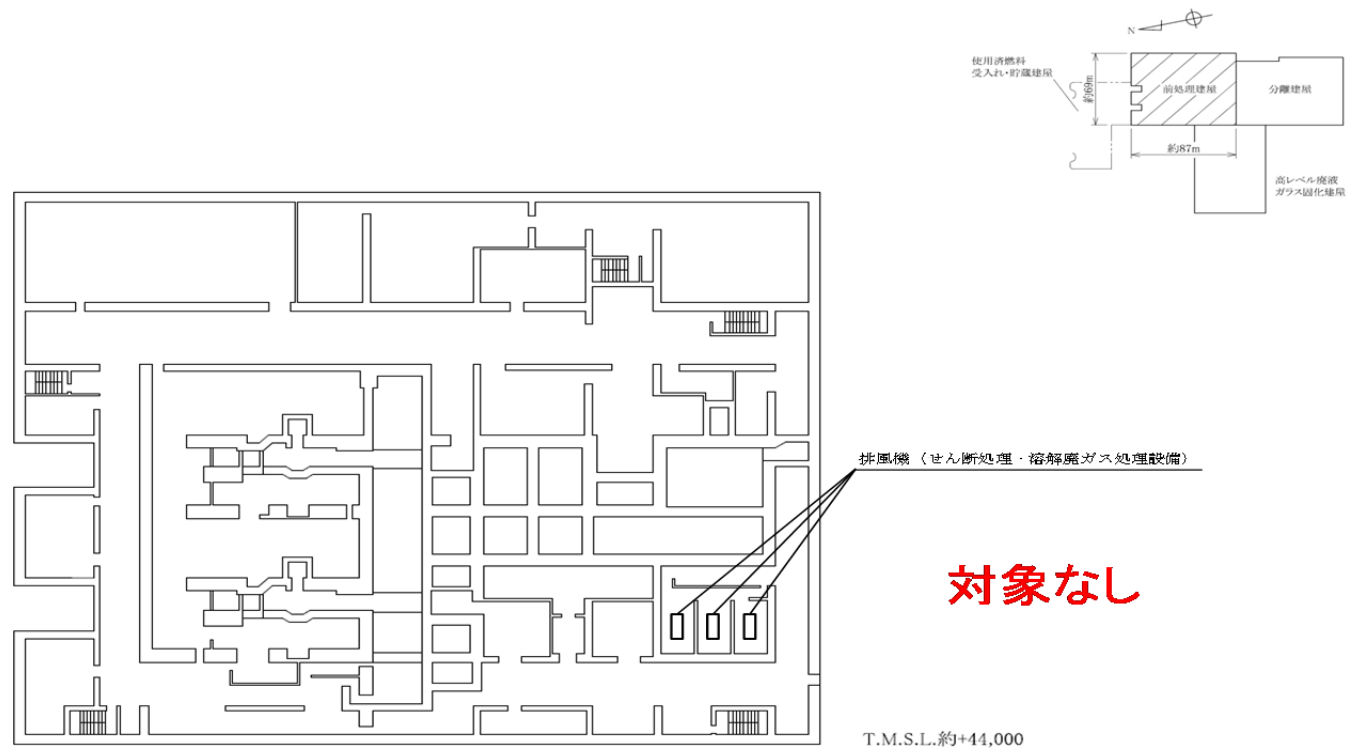 N
使用済燃料
受入れ・貯蔵建屋
約69m
前処理建屋
分離建屋
約87m
高レベル廃液
ガラス固化建屋
排風機（せん断処理・溶解廃ガス処理設備）
対象なし
T.M.S.L.約+44,000